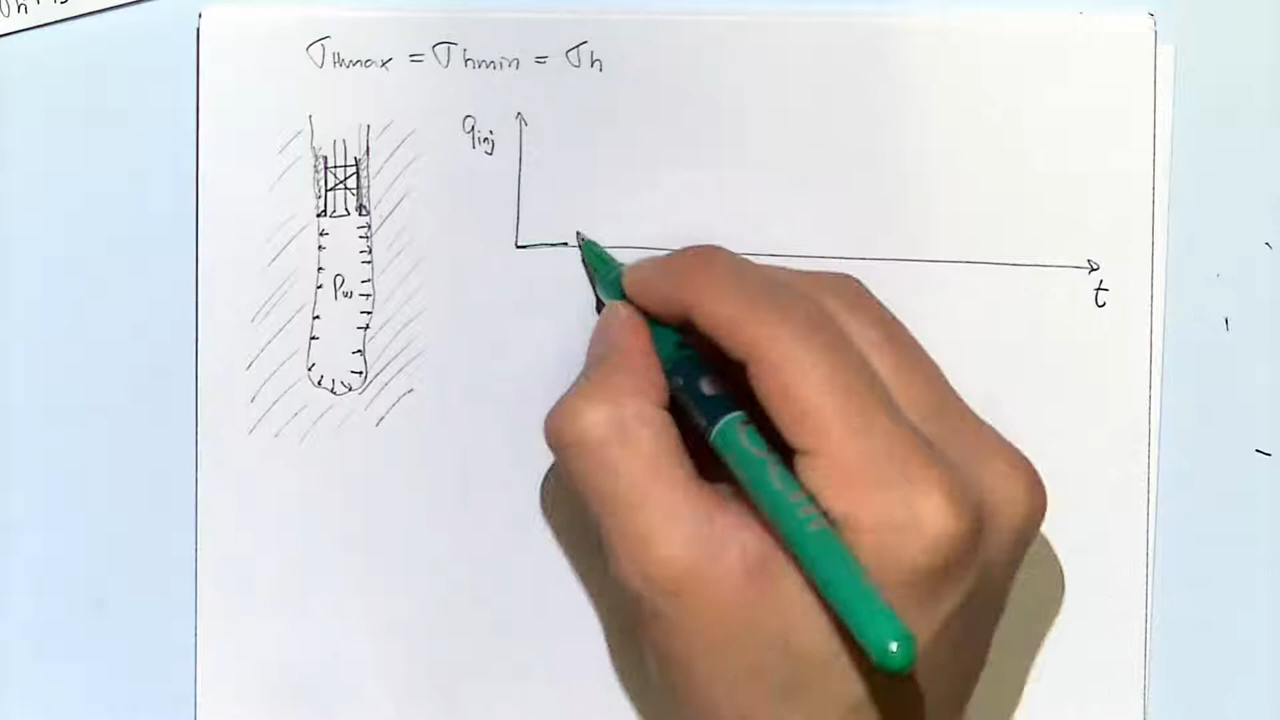 σHmax = σhmin = σh
qinj
Pw
t